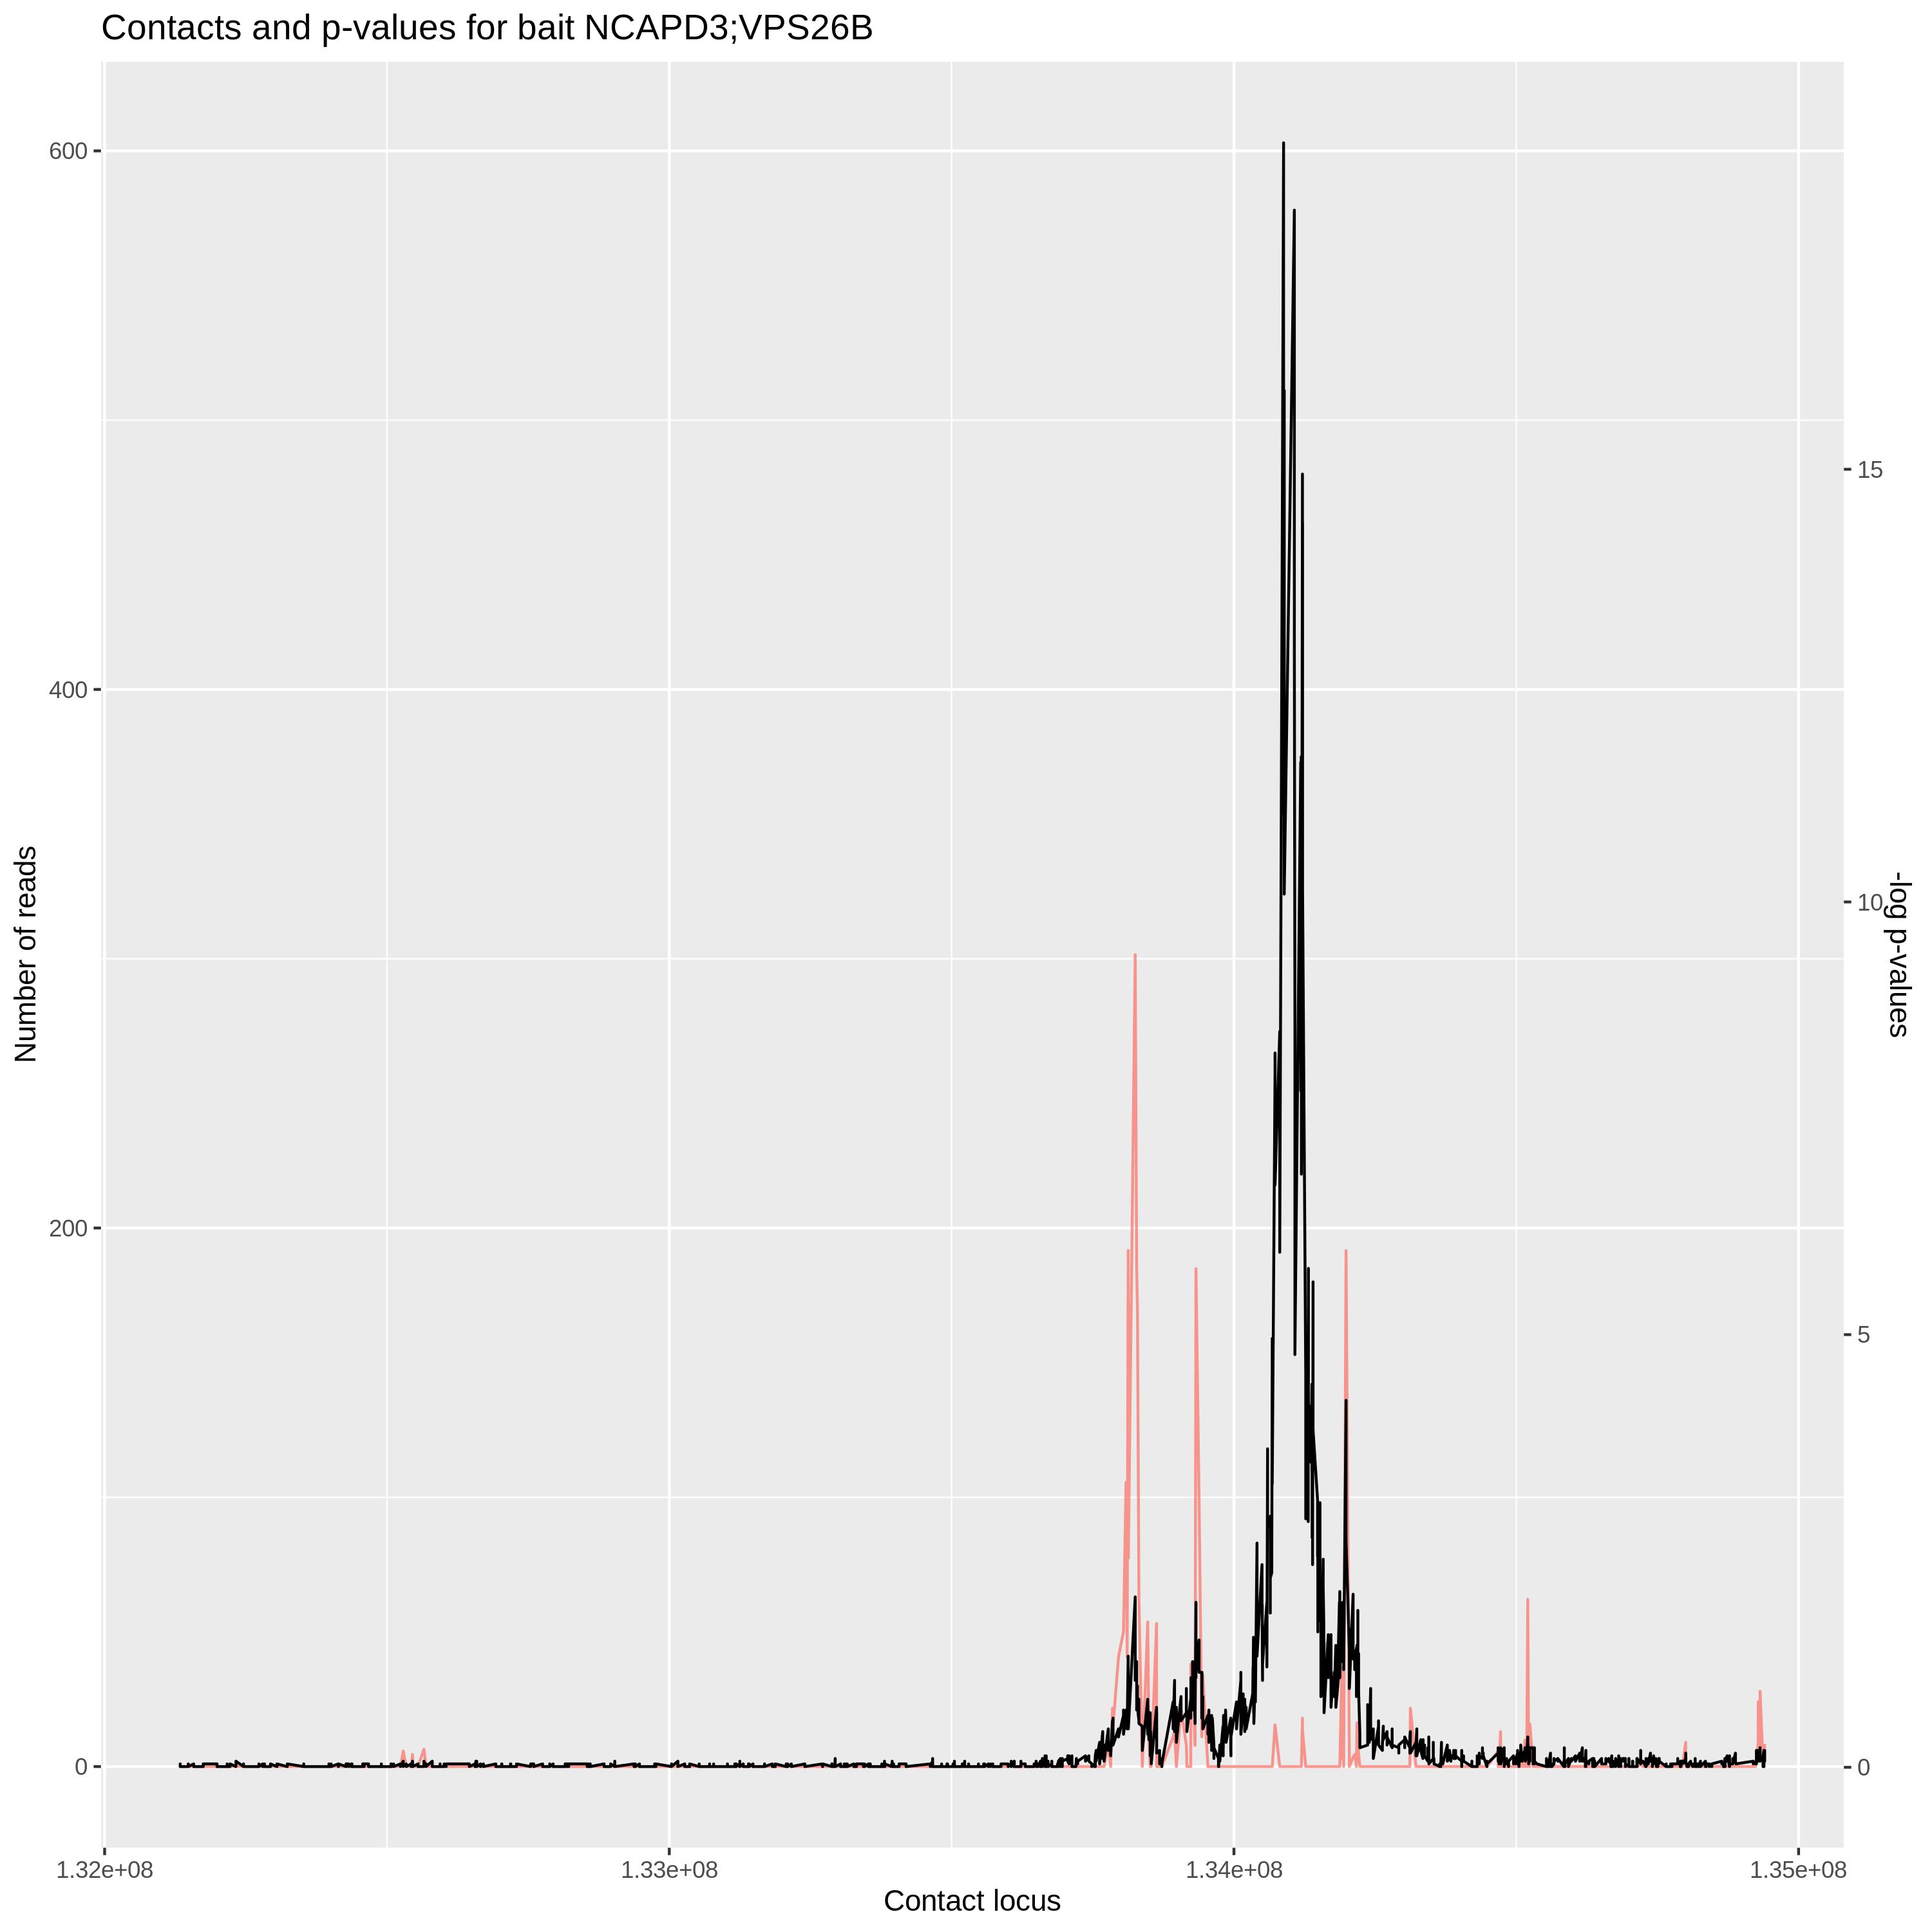 Contacts and p-values for bait NCAPD3;VPS26B
600
400
200
0
Number of reads
15
10
5
0
-log p-values
1.32e+08
1.33e+08
1.34e+08
1.35e+08
Contact locus